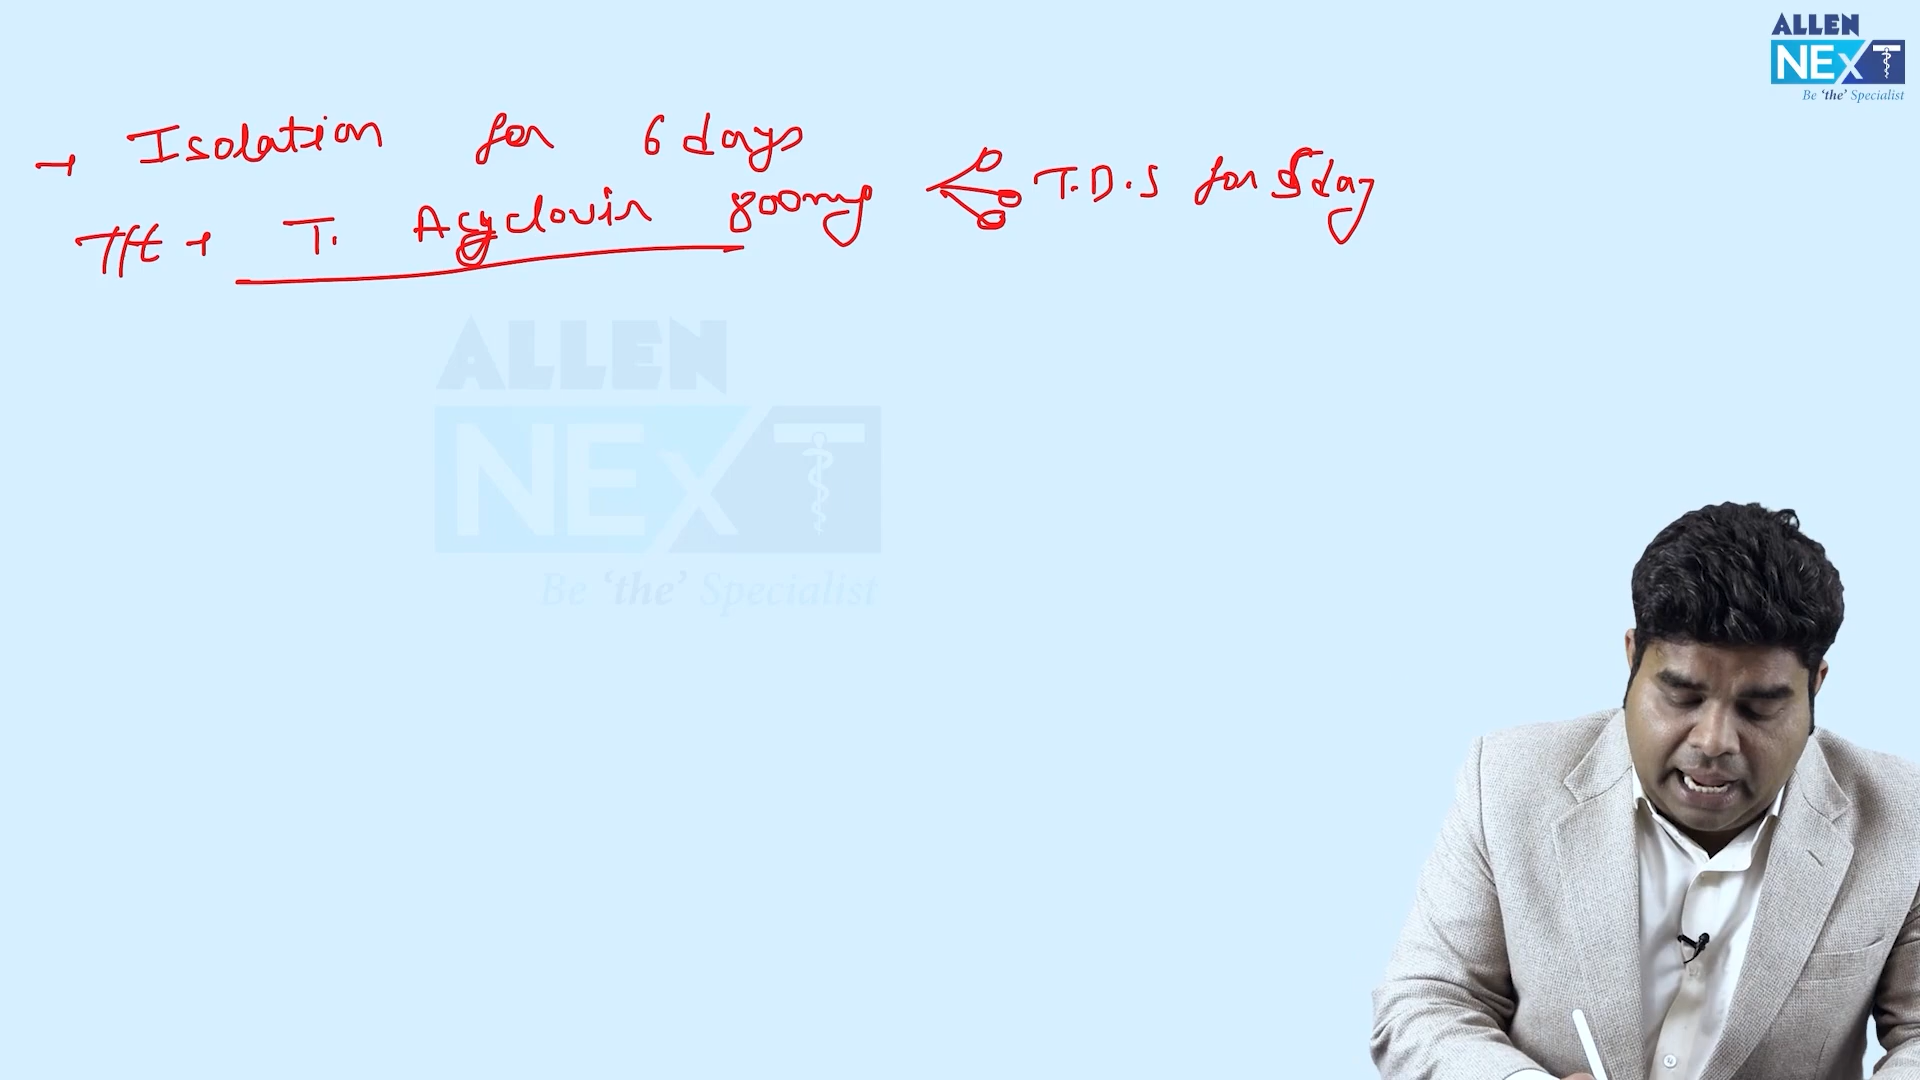 ALLEN
NEXT
Be 'the' Specialist
→ Isolation for 6 days
T/t → T. Acyclovir 800mg T.D.S for 5 day
ALLEN
NEXT
Be 'the' Specialist